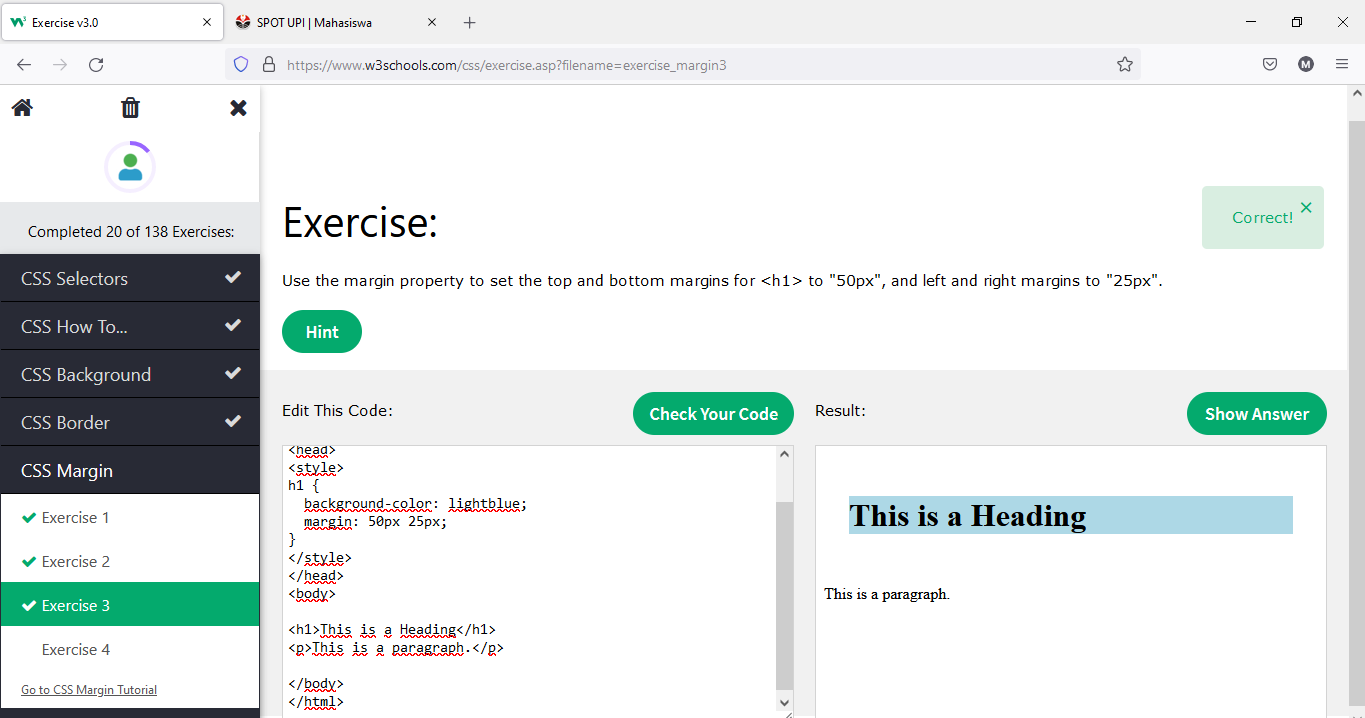 Exercise v3.0
SPOT UPI | Mahasiswa
https://www.w3schools.com/css/exercise.asp?filename=exercise_margin3
M
Completed 20 of 138 Exercises:
CSS Selectors
CSS How To...
CSS Background
CSS Border
CSS Margin
Exercise 1
Exercise 2
Exercise 3
Exercise 4
Go to CSS Margin Tutorial
Exercise:
Correct!
Use the margin property to set the top and bottom margins for <h1> to "50px", and left and right margins to "25px".
Hint
Edit This Code:
Check Your Code
<head>
<style>
h1 {
  background-color: lightblue;
  margin: 50px 25px;
}
</style>
</head>
<body>
<h1>This is a Heading</h1>
<p>This is a paragraph.</p>
</body>
</html>
Result:
Show Answer
This is a Heading
This is a paragraph.